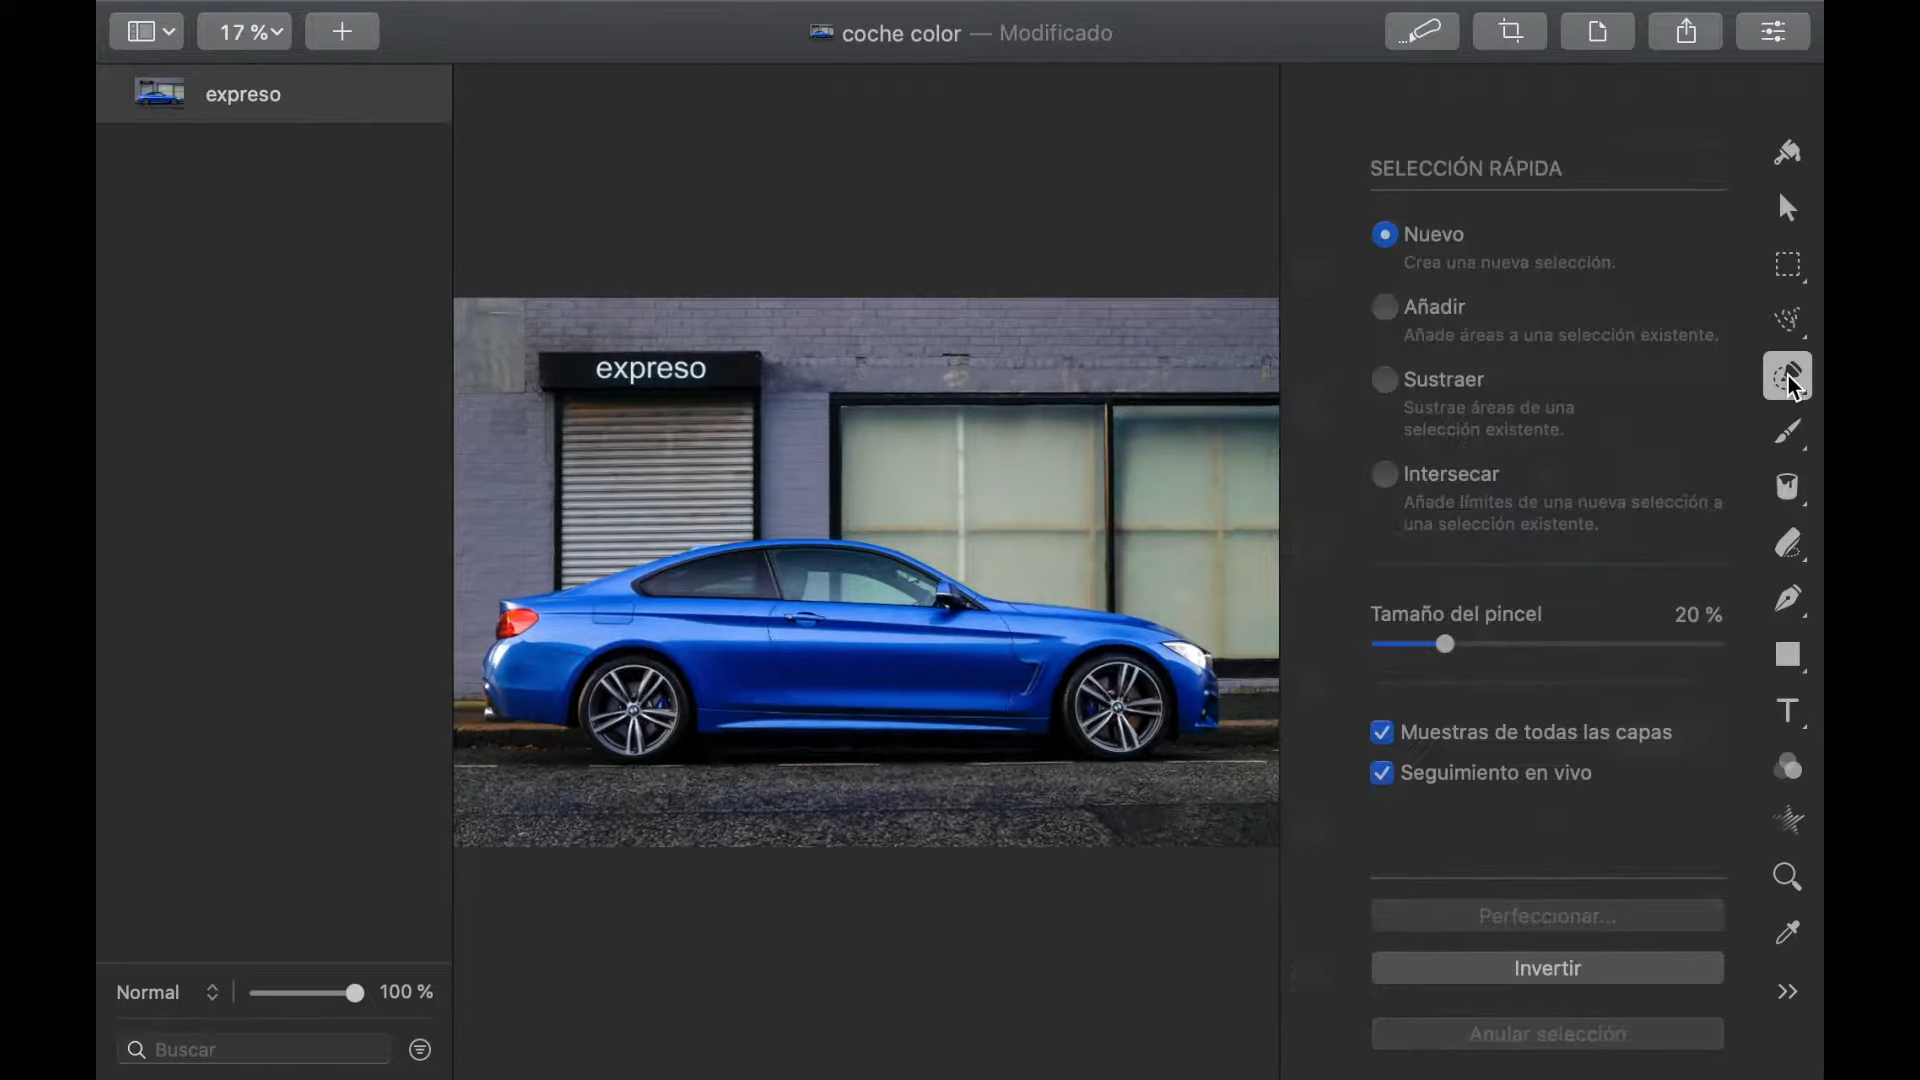 17 %
coche color — Modificado
expreso
SELECCIÓN RÁPIDA
Nuevo
Crea una nueva selección.
Añadir
Añade áreas a una selección existente.
Sustraer
Sustrae áreas de una
selección existente.
Intersecar
Añade límites de una nueva selección a
una selección existente.
Tamaño del pincel 20 %
Muestras de todas las capas
Seguimiento en vivo
Perfeccionar...
Invertir
Anular selección
expreso
Normal 100 %
Buscar